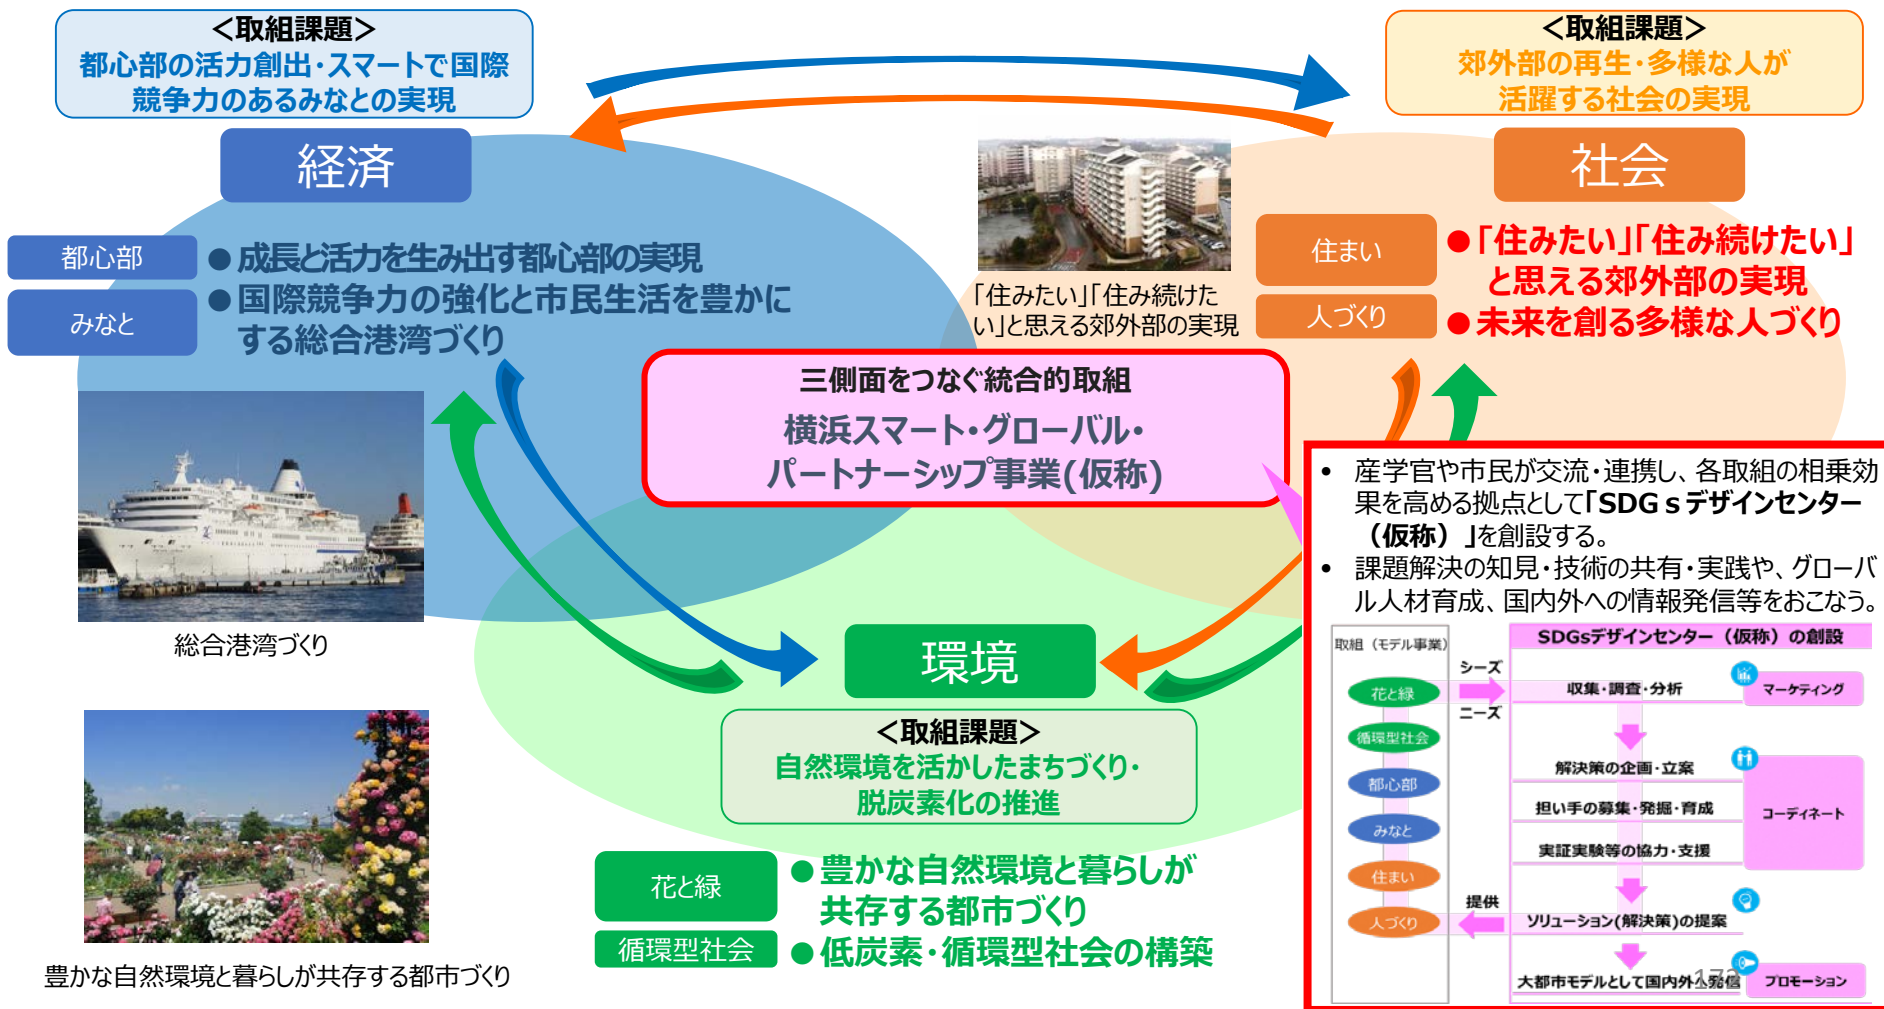 ＜取組課題＞
都心部の活力創出・スマートで国際
競争力のあるみなとの実現
＜取組課題＞
郊外部の再生・多様な人が
活躍する社会の実現
経済
社会
都心部
●成長と活力を生み出す都心部の実現
みなと
●国際競争力の強化と市民生活を豊かに
する総合港湾づくり
「住みたい」「住み続けた
い」と思える郊外部の実現
住まい
●「住みたい」「住み続けたい」
と思える郊外部の実現
人づくり
●未来を創る多様な人づくり
三側面をつなぐ統合的取組
横浜スマート・グローバル・
パートナーシップ事業(仮称)
総合港湾づくり
環境
＜取組課題＞
自然環境を活かしたまちづくり・
脱炭素化の推進
花と緑
●豊かな自然環境と暮らしが
共存する都市づくり
循環型社会
●低炭素・循環型社会の構築
豊かな自然環境と暮らしが共存する都市づくり
• 産学官や市民が交流・連携し、各取組の相乗効
果を高める拠点として「SDGｓデザインセンター
（仮称）」を創設する。
• 課題解決の知見・技術の共有・実践や、グローバ
ル人材育成、国内外への情報発信等をおこなう。
取組（モデル事業）
SDGsデザインセンター（仮称）の創設
シーズ
ニーズ
花と緑
循環型社会
都心部
みなと
住まい
人づくり
提供
収集・調査・分析
マーケティング
解決策の企画・立案
担い手の募集・発掘・育成
実証実験等の協力・支援
コーディネート
ソリューション(解決策)の提案
大都市モデルとして国内外へ発信
プロモーション